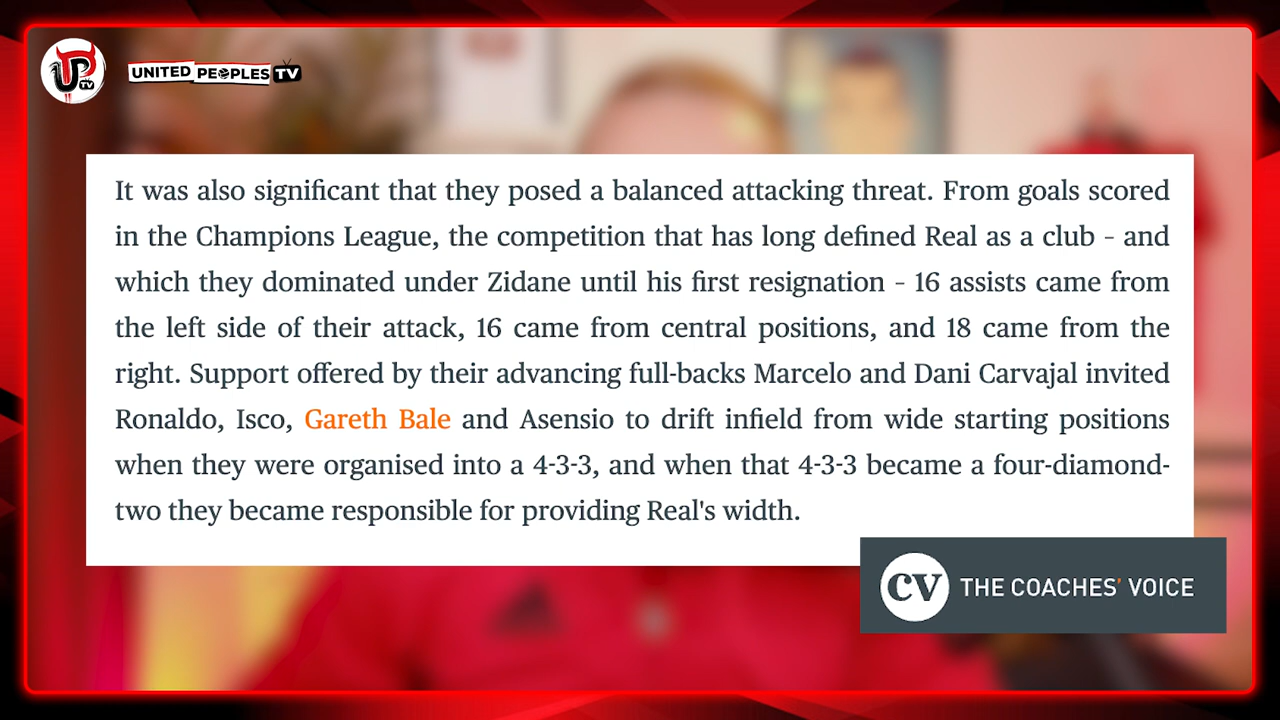 UP
TV
UNITED PEOPLES TV
It was also significant that they posed a balanced attacking threat. From goals scored
in the Champions League, the competition that has long defined Real as a club – and
which they dominated under Zidane until his first resignation – 16 assists came from
the left side of their attack, 16 came from central positions, and 18 came from the
right. Support offered by their advancing full-backs Marcelo and Dani Carvajal invited
Ronaldo, Isco, Gareth Bale and Asensio to drift infield from wide starting positions
when they were organised into a 4-3-3, and when that 4-3-3 became a four-diamond-
two they became responsible for providing Real's width.
CV THE COACHES' VOICE